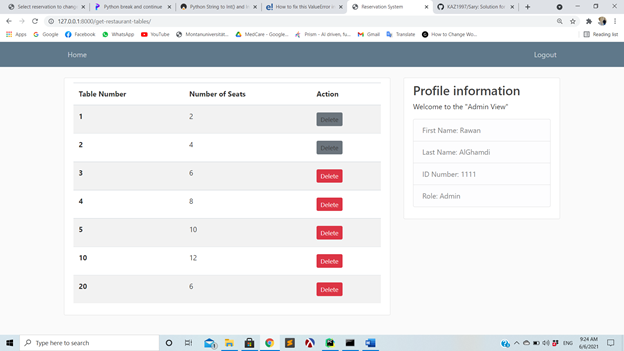 Select reservation to chang
Python break and continue
Python String to int() and
How to fix this ValueError i
Reservation System
KAZ1997/Sary: Solution fo
127.0.0.1:8000/get-restaurant-tables/
Apps Google Facebook WhatsApp YouTube Montanuniversität... MedCare - Google... Prism - AI driven, fu... Gmail Translate How to Change Wo... Reading list
Home Logout
Table Number Number of Seats Action
1 2 Delete
2 4 Delete
3 6 Delete
4 8 Delete
5 10 Delete
10 12 Delete
20 6 Delete
Profile information
Welcome to the "Admin View"
First Name: Rawan
Last Name: AlGhamdi
ID Number: 1111
Role: Admin
Type here to search
ENG
9:24 AM
6/6/2021